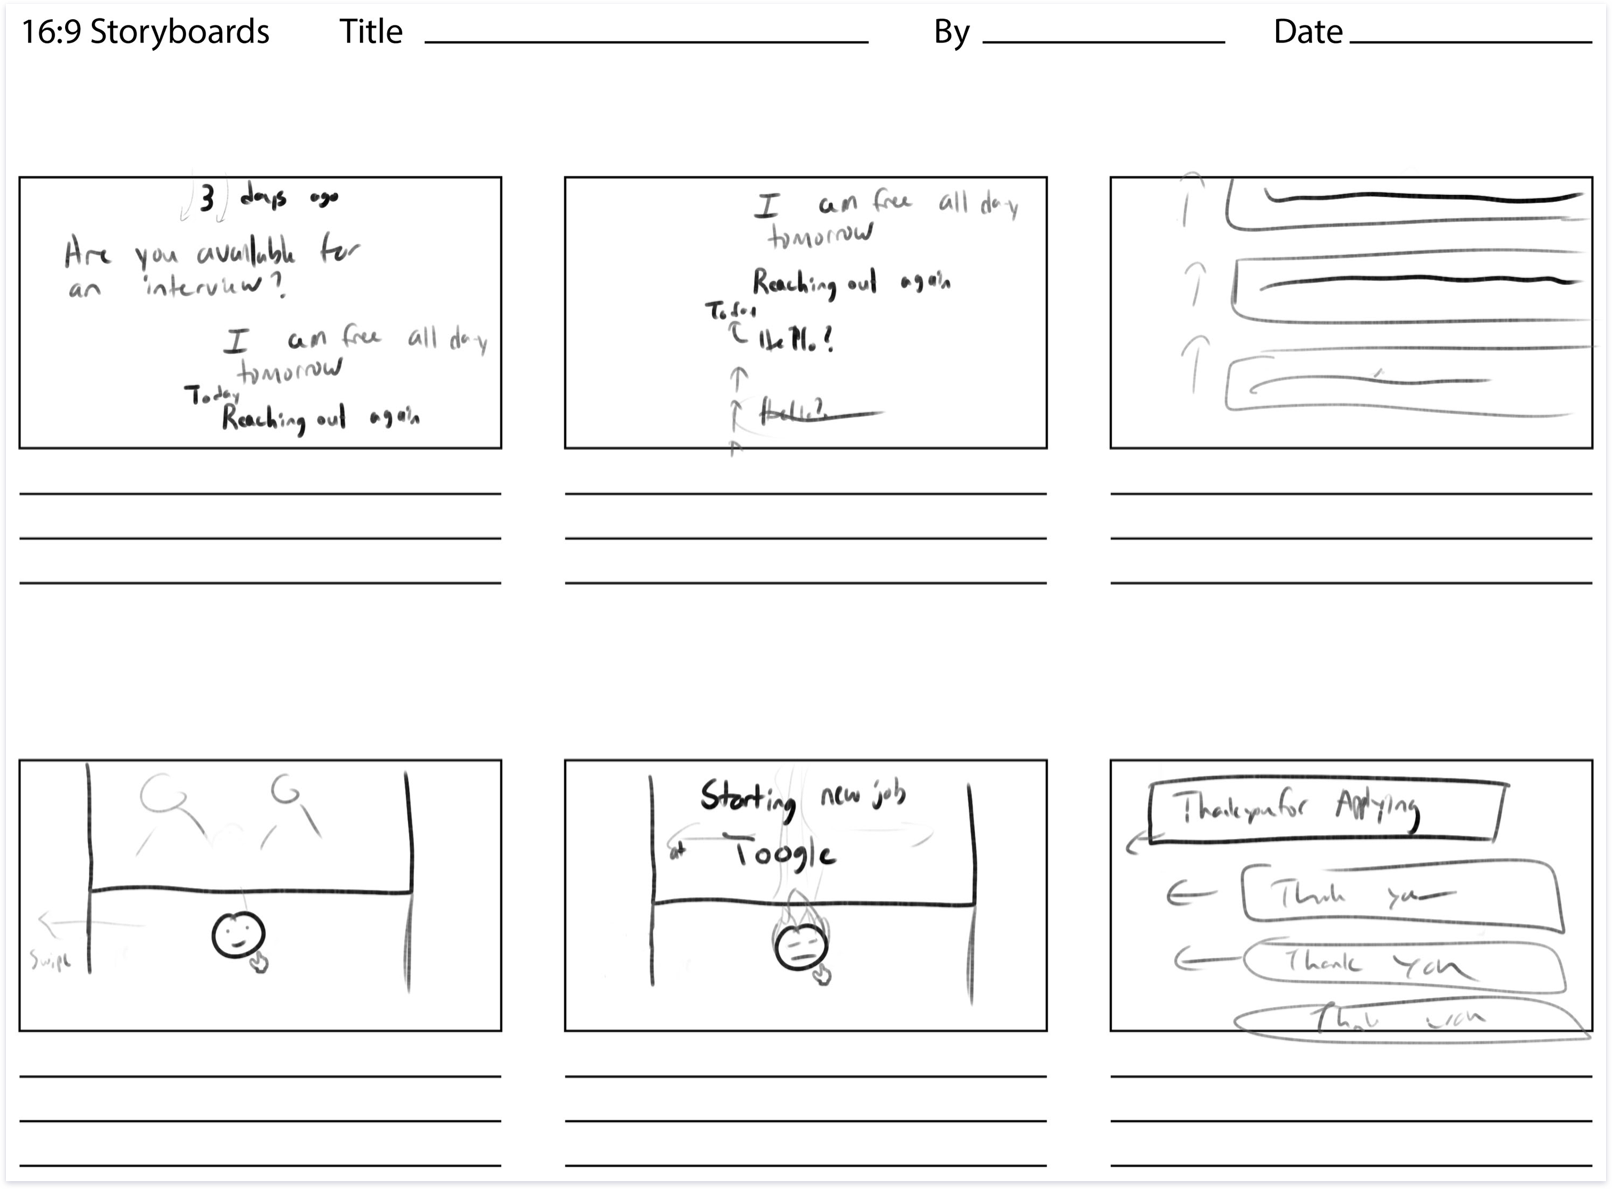 16:9 Storyboards Title By Date
3 days ago
Are you available for
an interview?
I am free all day
tomorrow
Today
Reaching out again
I am free all day
tomorrow
Reaching out again
Today
Hello?
Hello?
Swipe
Starting new job
at Toogle
Thank you for Applying
Thank you
Thank You